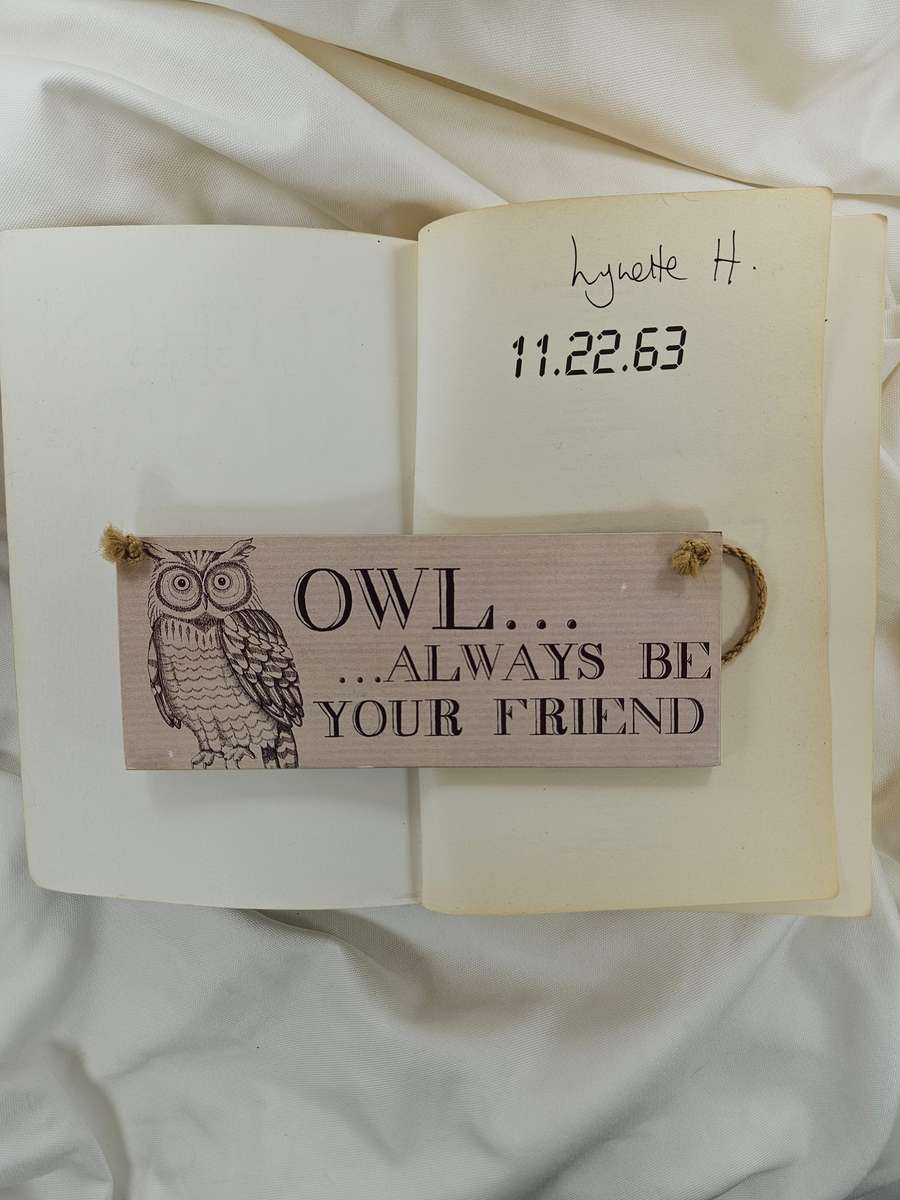 Lynette H.
11.22.63
OWL...
...ALWAYS BE
YOUR FRIEND